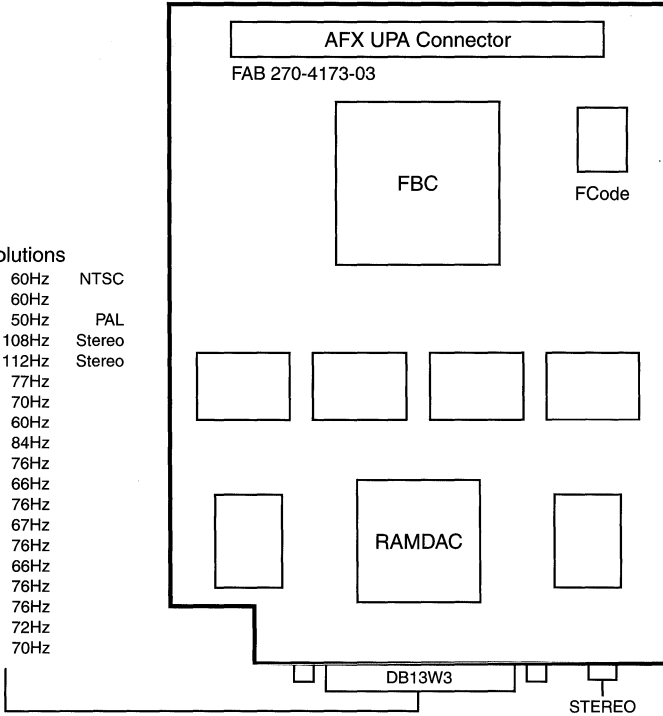 AFX UPA Connector
FAB 270-4173-03
FBC
FCode
olutions
60Hz NTSC
60Hz
50Hz PAL
108Hz Stereo
112Hz Stereo
77Hz
70Hz
60Hz
84Hz
76Hz
66Hz
76Hz
67Hz
76Hz
66Hz
76Hz
76Hz
72Hz
70Hz
RAMDAC
DB13W3
STEREO